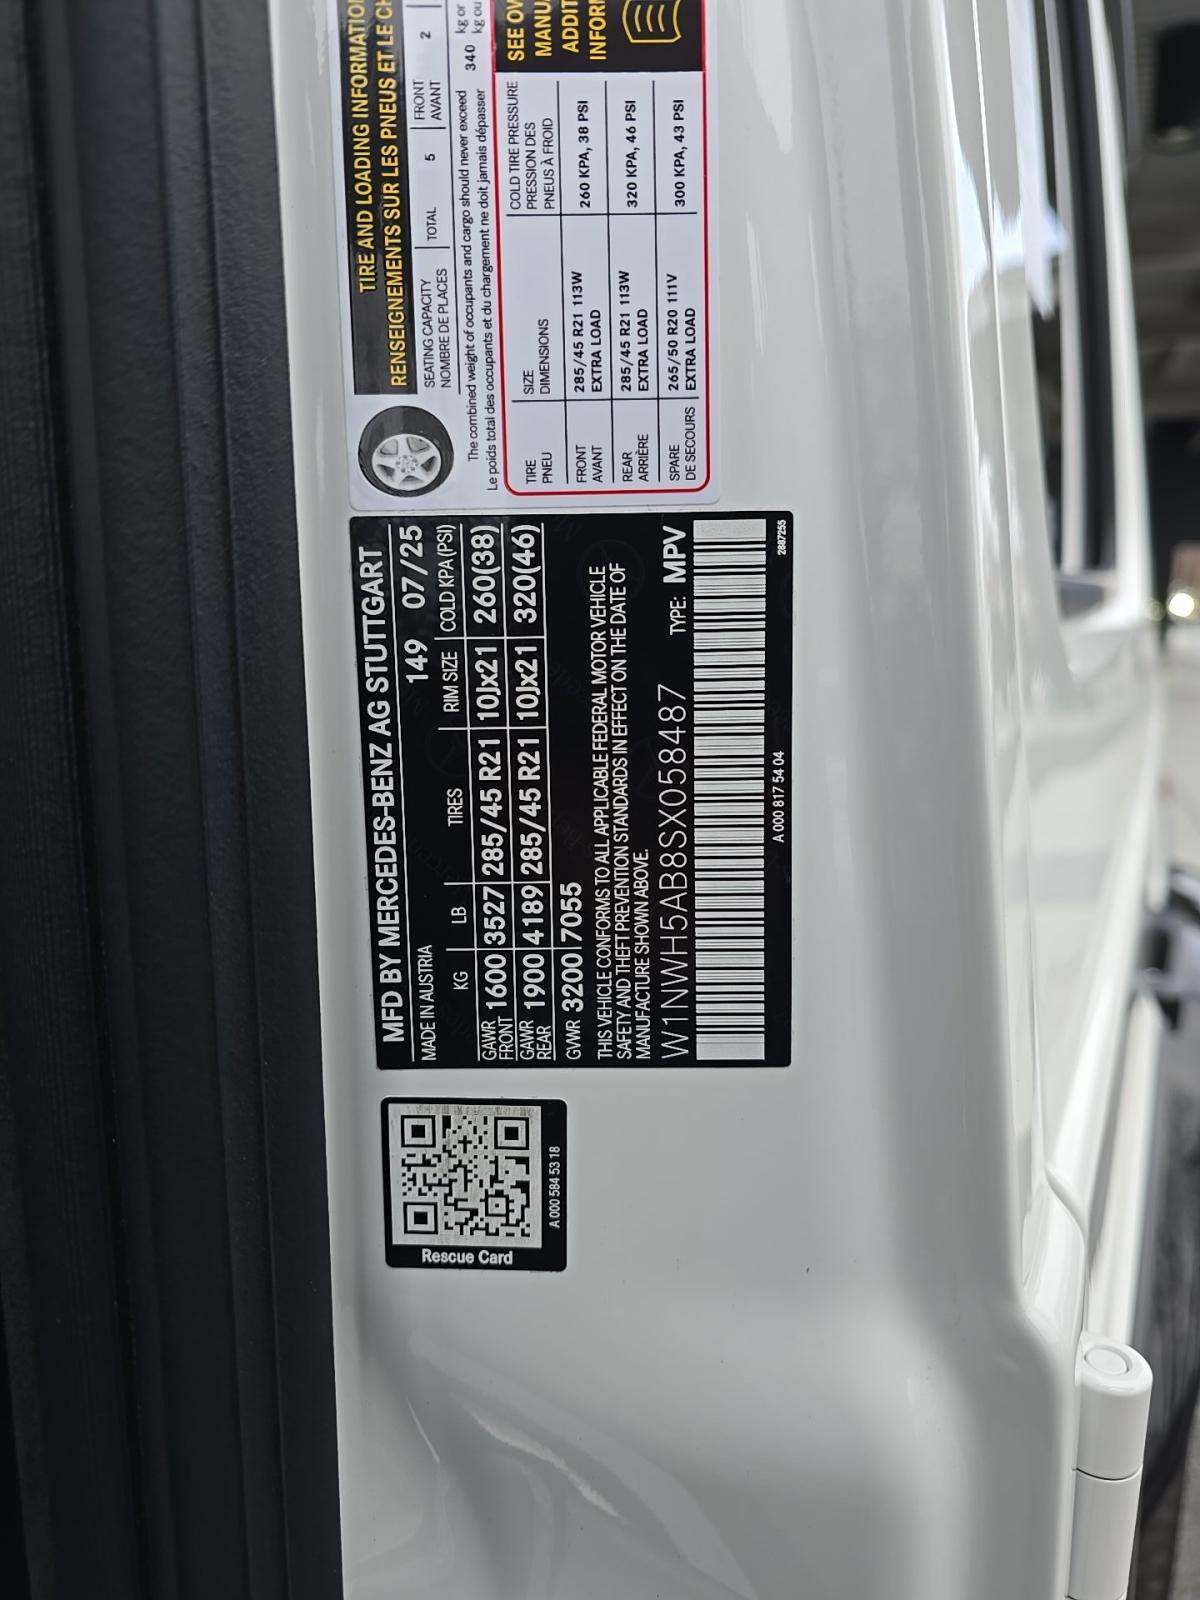 TIRE AND LOADING INFORMATION
RENSEIGNEMENTS SUR LES PNEUS ET LE
SEATING CAPACITY
NOMBRE DE PLACES
TOTAL 5
FRONT
AVANT 2
The combined weight of occupants and cargo should never exceed
Le poids total des occupants et du chargement ne doit jamais dépasser
340 kg or
kg ou
TIRE
PNEU
SIZE
DIMENSIONS
COLD TIRE PRESSURE
PRESSION DES
PNEUS À FROID
FRONT
AVANT
285/45 R21 113W
EXTRA LOAD
260 KPA, 38 PSI
REAR
ARRIÈRE
285/45 R21 113W
EXTRA LOAD
320 KPA, 46 PSI
SPARE
DE SECOURS
265/50 R20 111V
EXTRA LOAD
300 KPA, 43 PSI
SEE
MFD BY MERCEDES-BENZ AG STUTTGART
MADE IN AUSTRIA 149 07/25
KG LB TIRES RIM SIZE COLD KPA(PSI)
GAWR
FRONT 1600 3527 285/45 R21 10Jx21 260(38)
GAWR
REAR 1900 4189 285/45 R21 10Jx21 320(46)
GVWR 3200 7055
THIS VEHICLE CONFORMS TO ALL APPLICABLE FEDERAL MOTOR VEHICLE
SAFETY AND THEFT PREVENTION STANDARDS IN EFFECT ON THE DATE OF
MANUFACTURE SHOWN ABOVE.
W1NWH5AB8SX058487 TYPE: MPV
A 000 817 54 04
2887255
Rescue Card
A 000 584 53 18